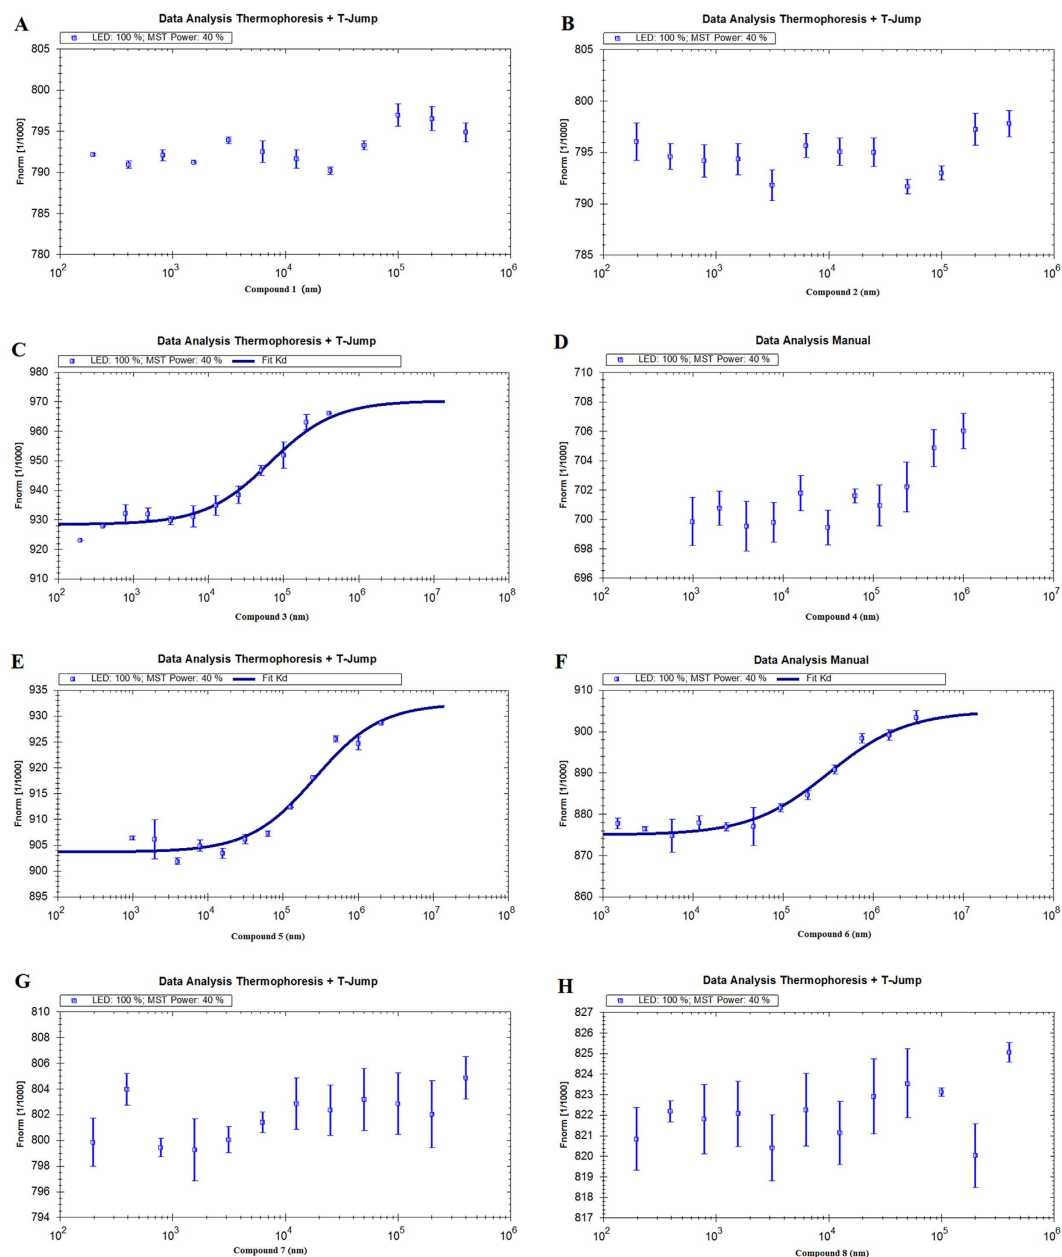 A
Data Analysis Thermophoresis + T-Jump
LED: 100 %; MST Power: 40 %
Fnorm [1/1000]
805
800
795
790
785
780
10^2
10^3
10^4
10^5
10^6
Compound 1 (nm)
B
Data Analysis Thermophoresis + T-Jump
LED: 100 %; MST Power: 40 %
Fnorm [1/1000]
805
800
795
790
785
10^2
10^3
10^4
10^5
10^6
Compound 2 (nm)
C
Data Analysis Thermophoresis + T-Jump
LED: 100 %; MST Power: 40 % Fit Kd
Fnorm [1/1000]
980
970
960
950
940
930
920
910
10^2
10^3
10^4
10^5
10^6
10^7
10^8
Compound 3 (nm)
D
Data Analysis Manual
LED: 100 %; MST Power: 40 %
Fnorm [1/1000]
710
708
706
704
702
700
698
696
10^2
10^3
10^4
10^5
10^6
10^7
Compound 4 (nm)
E
Data Analysis Thermophoresis + T-Jump
LED: 100 %; MST Power: 40 % Fit Kd
Fnorm [1/1000]
935
930
925
920
915
910
905
900
895
10^2
10^3
10^4
10^5
10^6
10^7
10^8
Compound 5 (nm)
F
Data Analysis Manual
LED: 100 %; MST Power: 40 % Fit Kd
Fnorm [1/1000]
910
900
890
880
870
860
10^3
10^4
10^5
10^6
10^7
10^8
Compound 6 (nm)
G
Data Analysis Thermophoresis + T-Jump
LED: 100 %; MST Power: 40 %
Fnorm [1/1000]
810
808
806
804
802
800
798
796
794
10^2
10^3
10^4
10^5
10^6
Compound 7 (nm)
H
Data Analysis Thermophoresis + T-Jump
LED: 100 %; MST Power: 40 %
Fnorm [1/1000]
827
826
825
824
823
822
821
820
819
818
817
10^2
10^3
10^4
10^5
10^6
Compound 8 (nm)